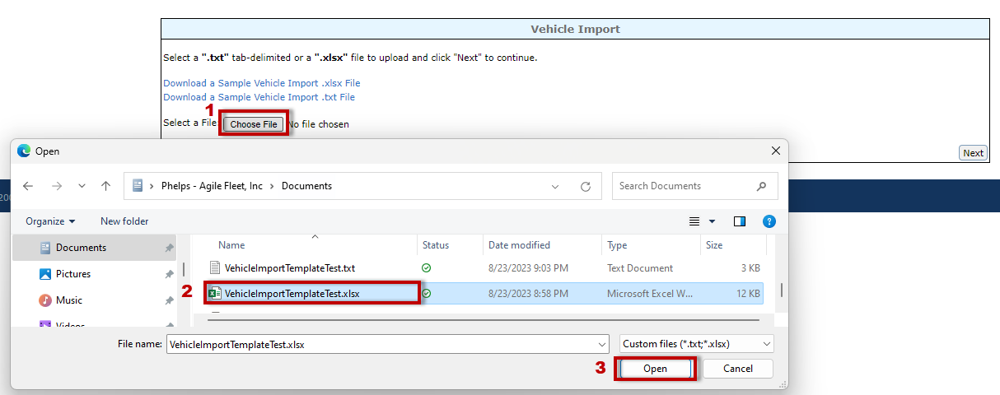 Vehicle Import
Select a ".txt" tab-delimited or a ".xlsx" file to upload and click "Next" to continue.
Download a Sample Vehicle Import .xlsx File
Download a Sample Vehicle Import .txt File
1
Select a File: Choose File No file chosen
Next
Open
Phelps - Agile Fleet, Inc > Documents
Search Documents
Organize New folder
?
Name Status Date modified Type Size
Documents
VehicleImportTemplateTest.txt 8/23/2023 9:03 PM Text Document 3 KB
Pictures
2 VehicleImportTemplateTest.xlsx 8/23/2023 8:58 PM Microsoft Excel W... 12 KB
Music
Videos
File name: VehicleImportTemplateTest.xlsx Custom files (*.txt;*.xlsx)
3 Open Cancel